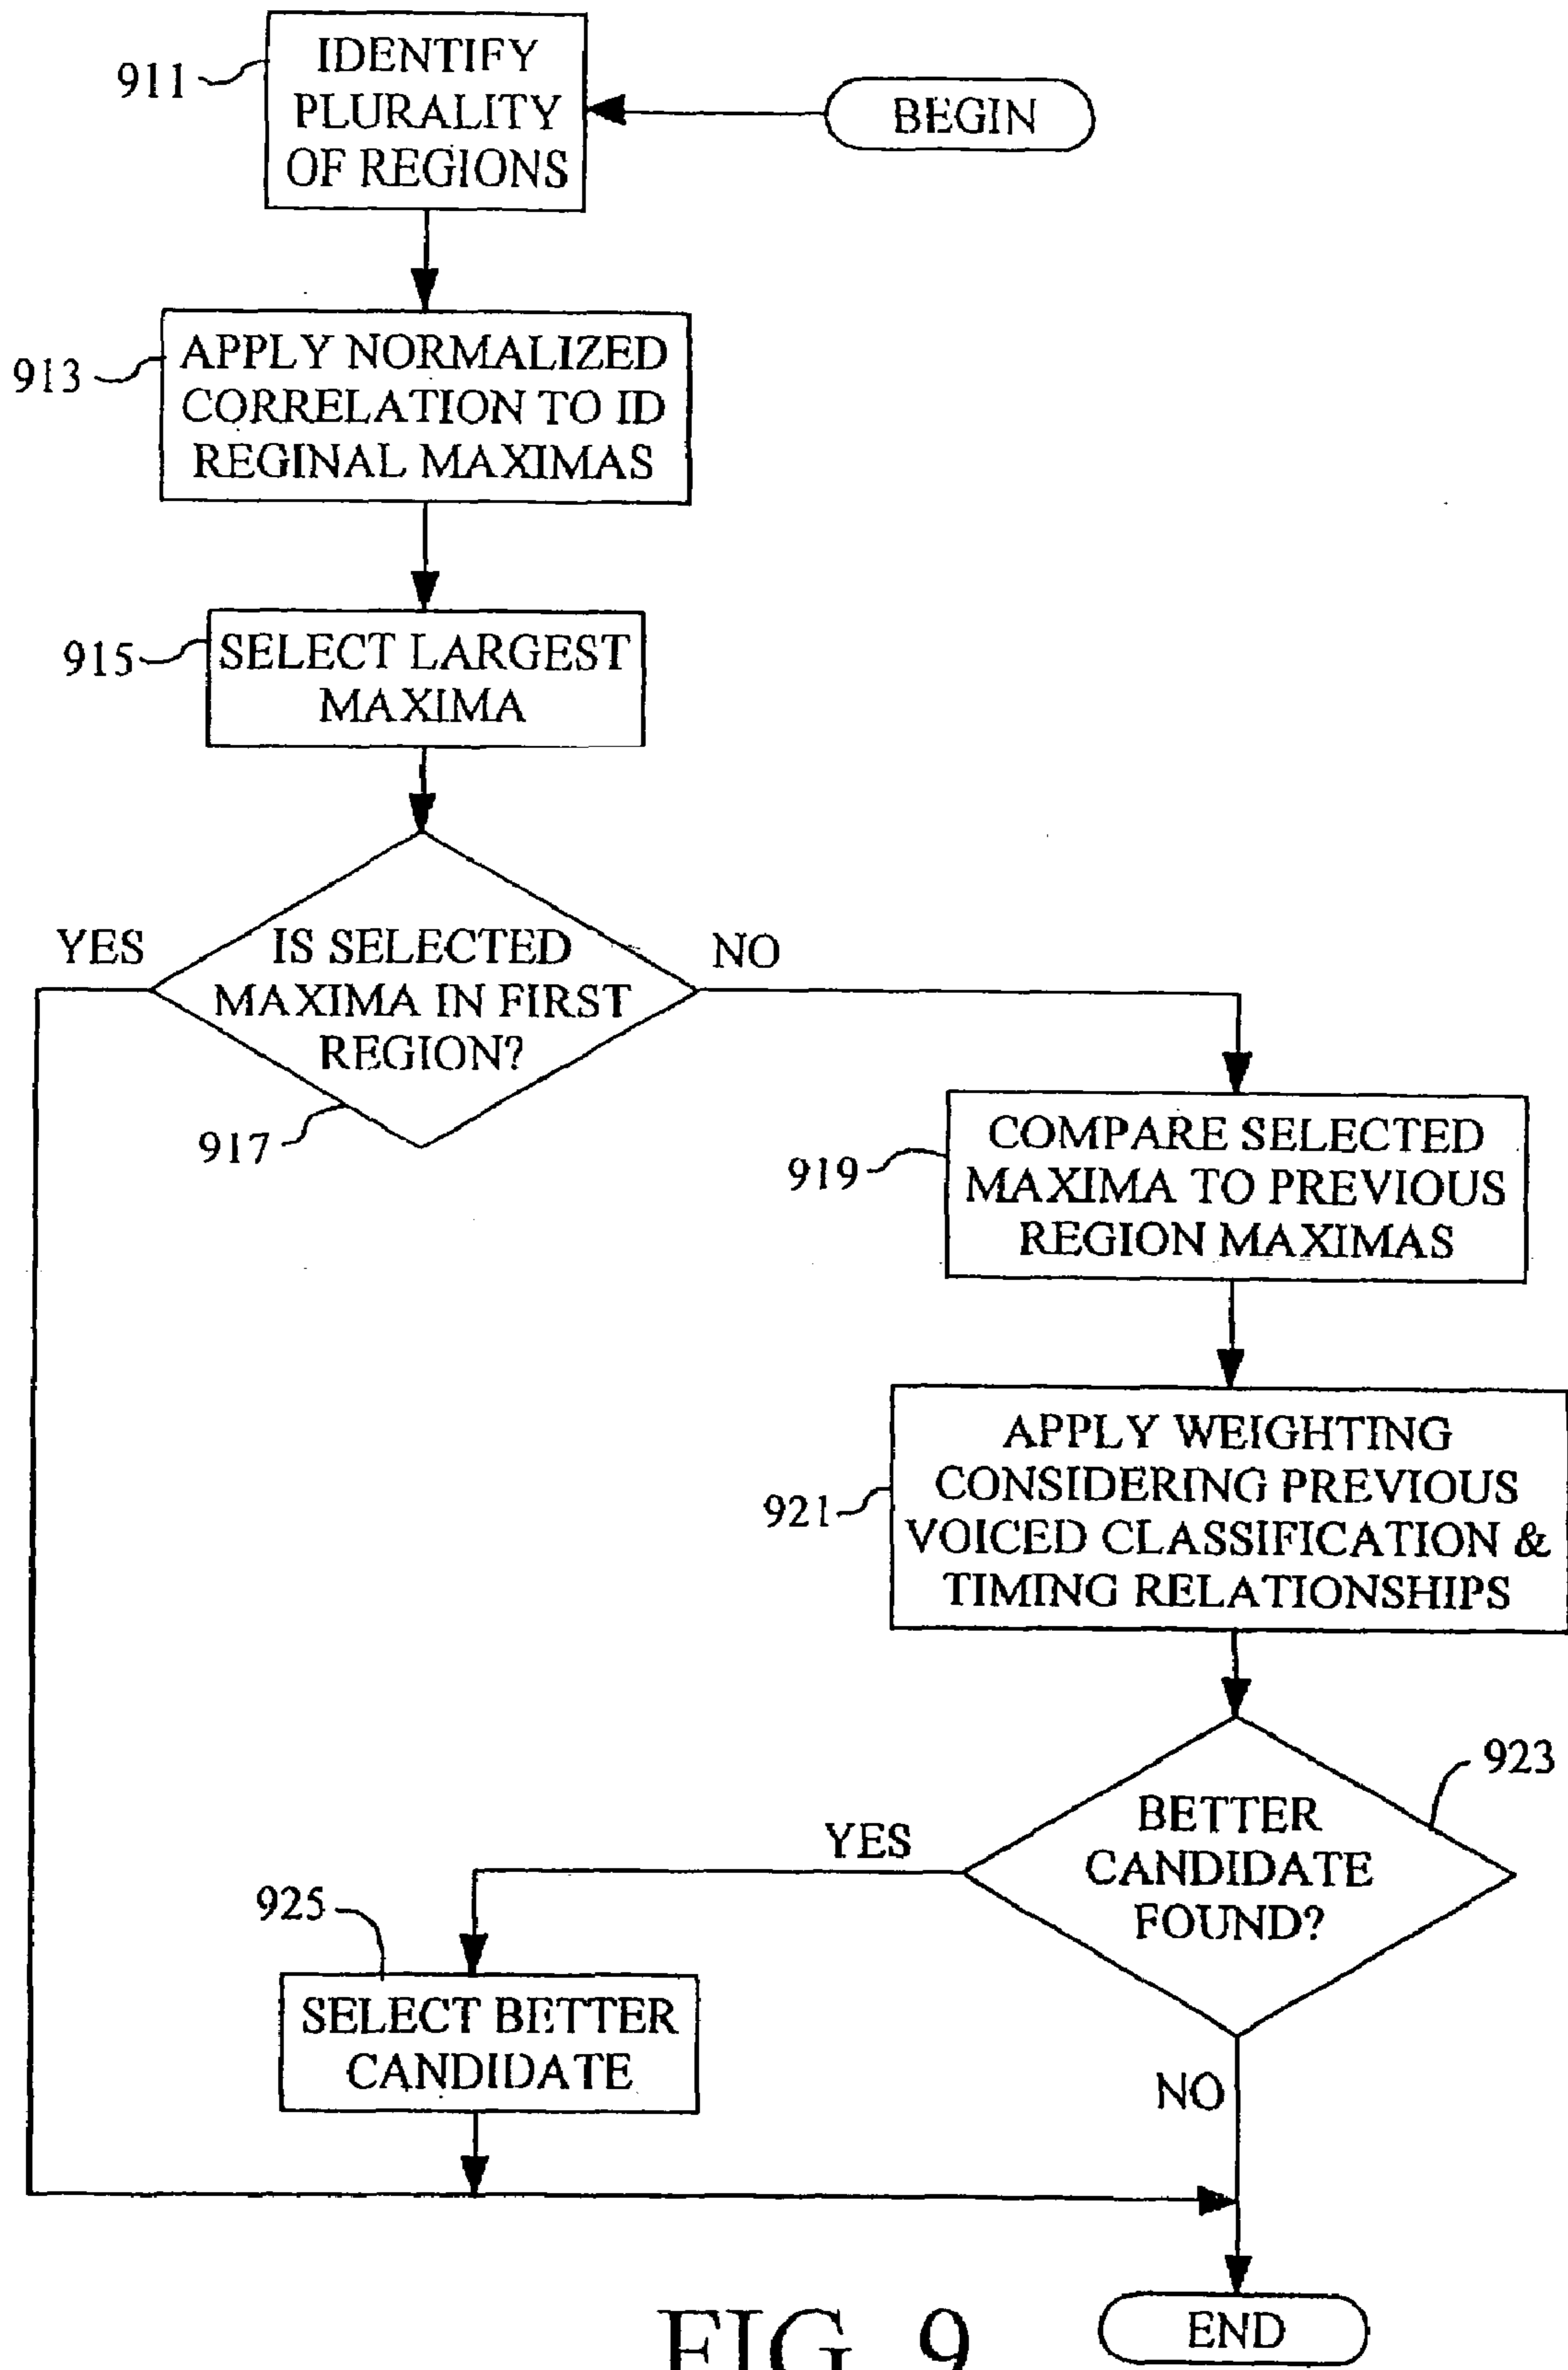 911
IDENTIFY
PLURALITY
OF REGIONS
BEGIN
913
APPLY NORMALIZED
CORRELATION TO ID
REGINAL MAXIMAS
915
SELECT LARGEST
MAXIMA
YES
IS SELECTED
MAXIMA IN FIRST
REGION?
NO
917
919
COMPARE SELECTED
MAXIMA TO PREVIOUS
REGION MAXIMAS
921
APPLY WEIGHTING
CONSIDERING PREVIOUS
VOICED CLASSIFICATION &
TIMING RELATIONSHIPS
923
BETTER
CANDIDATE
FOUND?
YES
925
SELECT BETTER
CANDIDATE
NO
END
FIG. 9